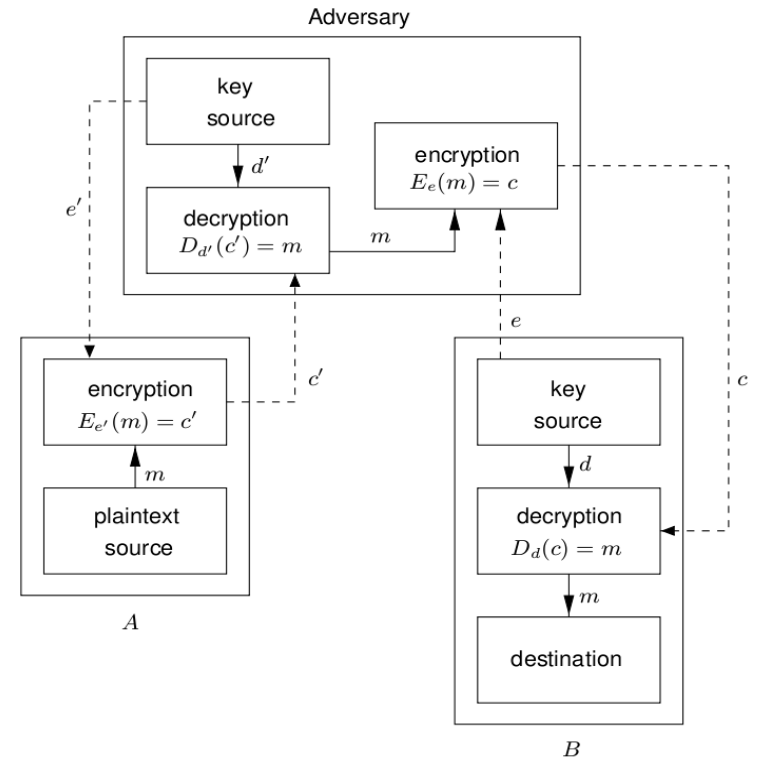 Adversary
key
source
d′
encryption
E_e(m) = c
e′
decryption
D_{d′}(c′) = m
m
e
c′
c
encryption
E_{e′}(m) = c′
m
plaintext
source
A
key
source
d
decryption
D_d(c) = m
m
destination
B